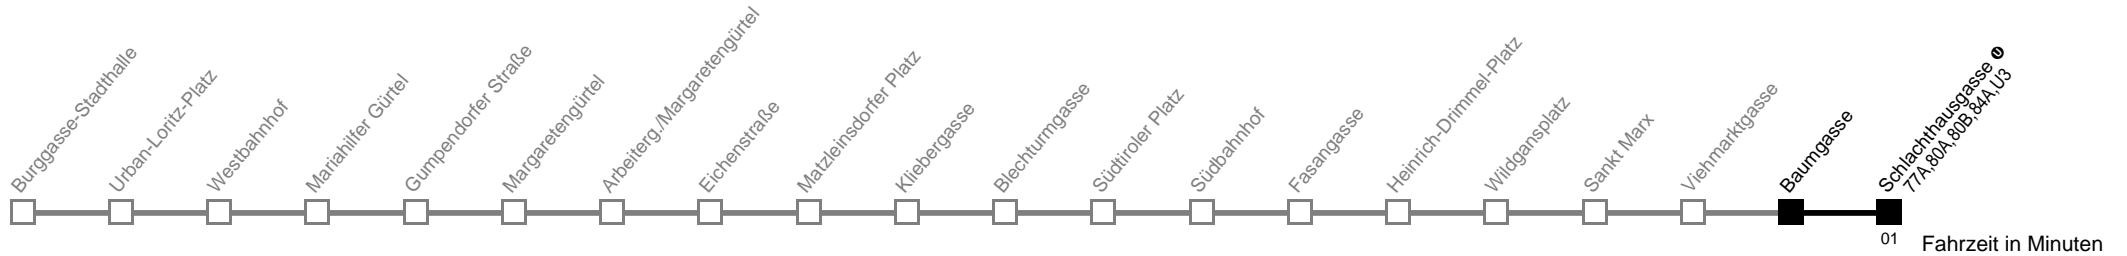 Burggasse-Stadthalle
Urban-Loritz-Platz
Westbahnhof
Mariahilfer Gürtel
Gumpendorfer Straße
Margaretengürtel
Arbeiterg./Margaretengürtel
Eichenstraße
Matzleinsdorfer Platz
Kliebergasse
Blechturmgasse
Südtiroler Platz
Südbahnhof
Fasangasse
Heinrich-Drimmel-Platz
Wildgansplatz
Sankt Marx
Viehmarktgasse
Baumgasse
Schlachthausgasse U
77A,80A,80B,84A,U3
01
Fahrzeit in Minuten